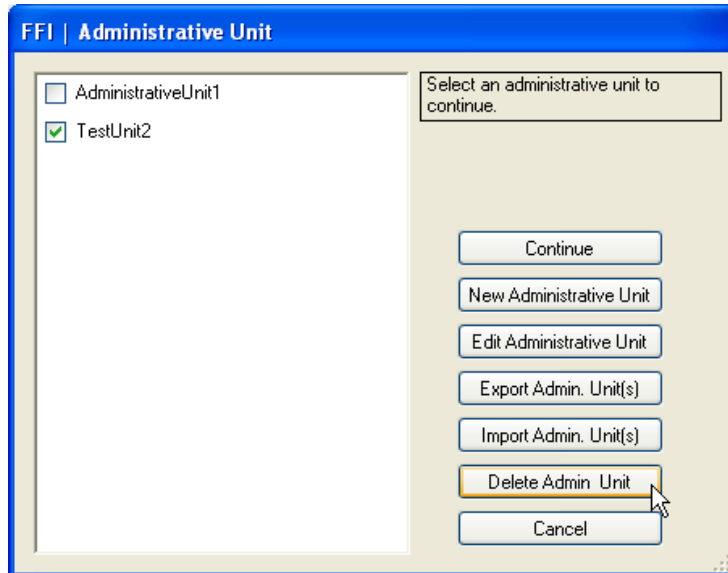 FFI | Administrative Unit
AdministrativeUnit1
TestUnit2
Select an administrative unit to
continue.
Continue
New Administrative Unit
Edit Administrative Unit
Export Admin. Unit(s)
Import Admin. Unit(s)
Delete Admin  Unit
Cancel